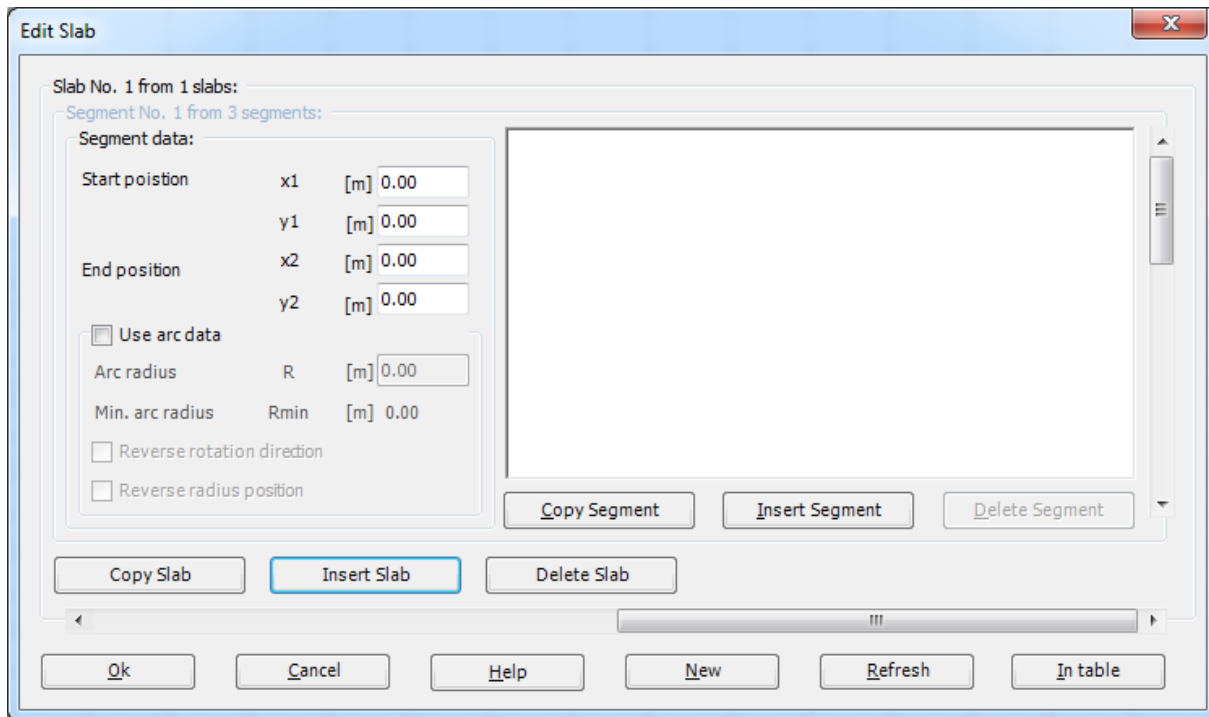 Edit Slab
Slab No. 1 from 1 slabs:
Segment No. 1 from 3 segments:
Segment data:
Start poistion x1 [m] 0.00
y1 [m] 0.00
End position x2 [m] 0.00
y2 [m] 0.00
Use arc data
Arc radius R [m] 0.00
Min. arc radius Rmin [m] 0.00
Reverse rotation direction
Reverse radius position
Copy Segment Insert Segment Delete Segment
Copy Slab Insert Slab Delete Slab
Ok Cancel Help New Refresh In table